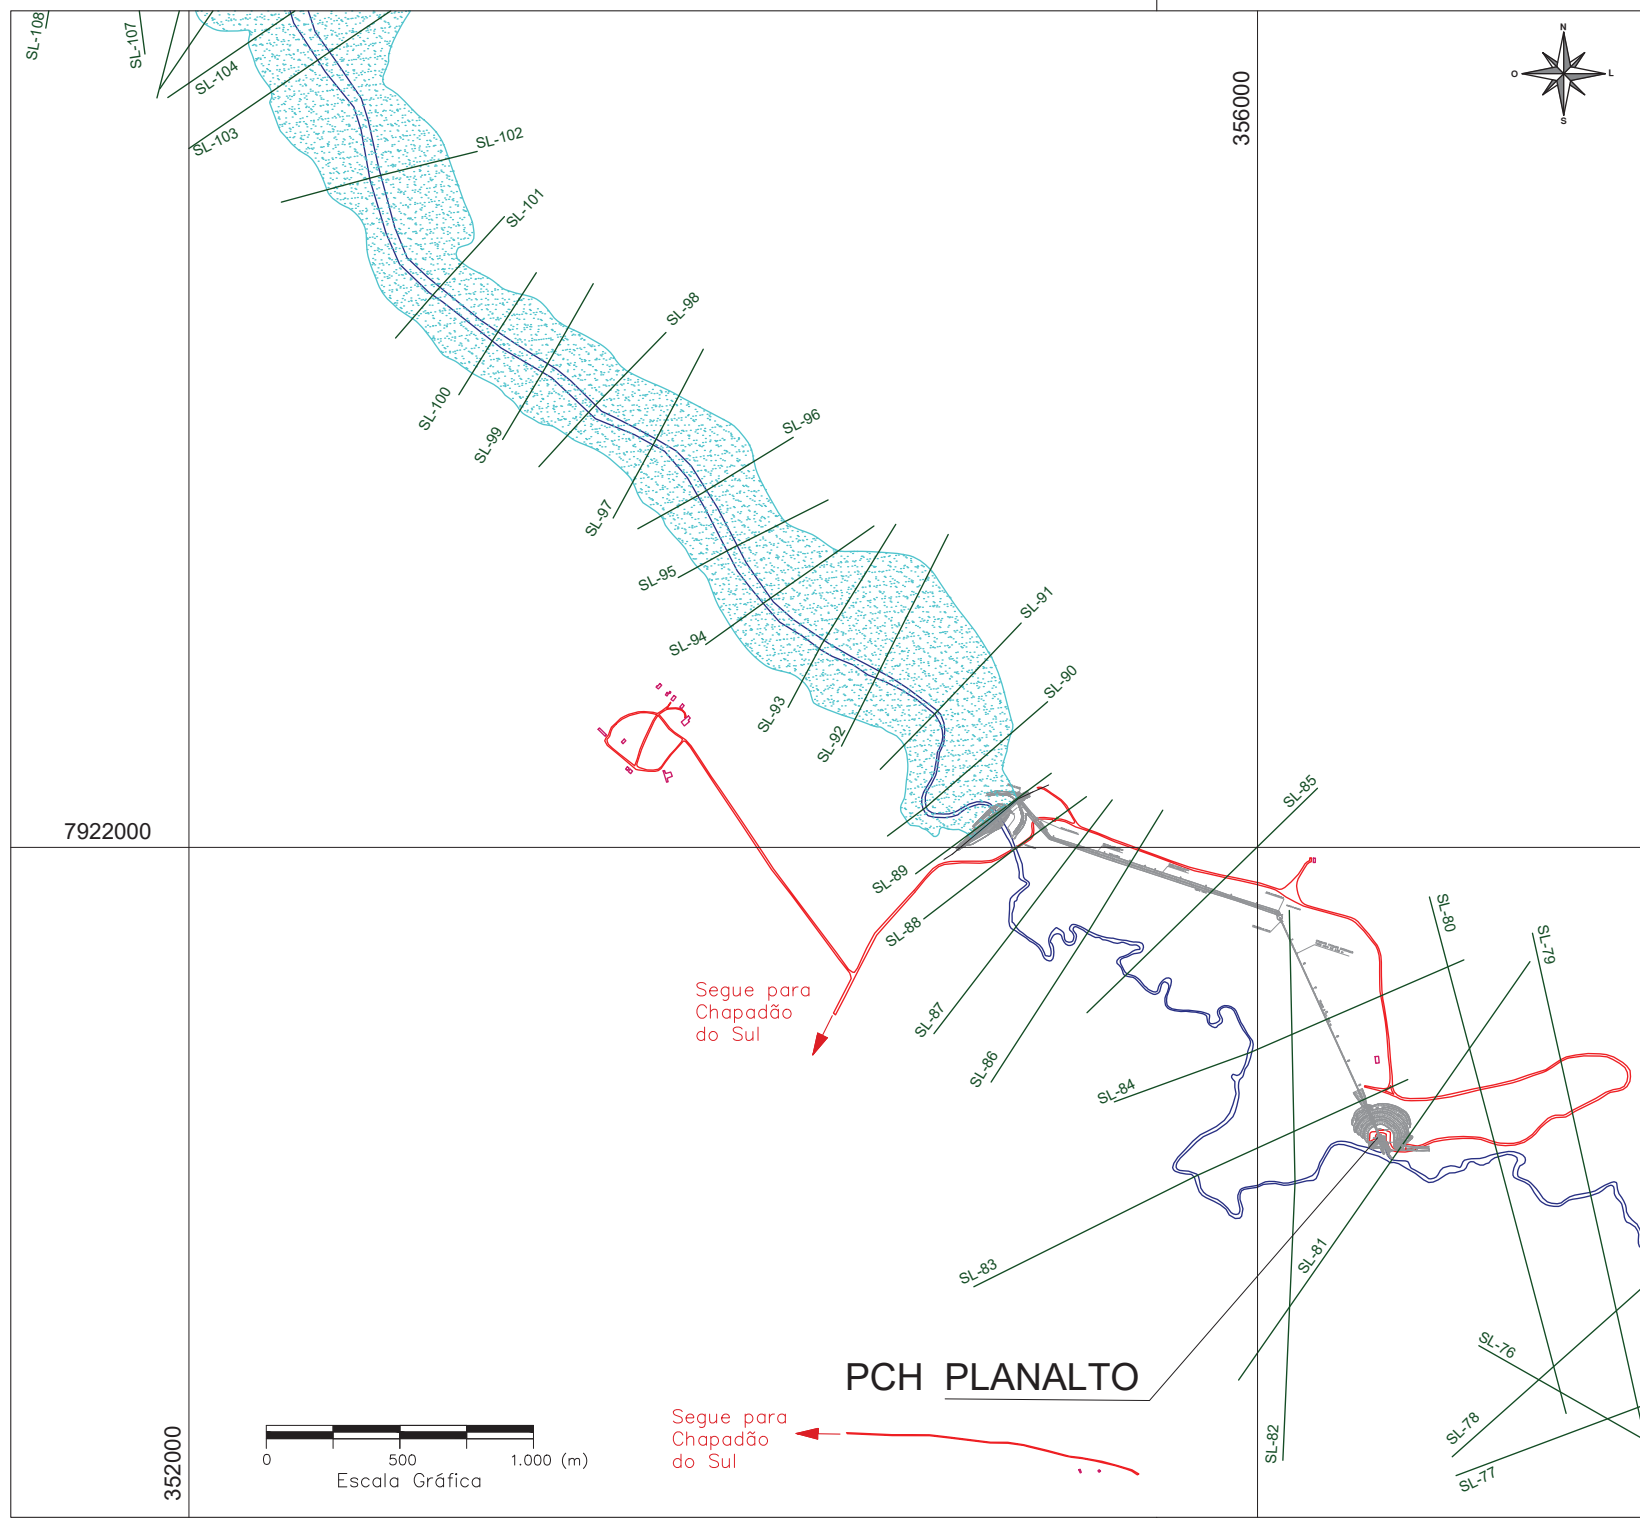 SL-108
SL-107
SL-104
SL-103
SL-102
SL-101
356000
N
O
L
S
SL-100
SL-99
SL-98
SL-97
SL-96
SL-95
SL-94
SL-93
SL-92
SL-91
SL-90
SL-85
7922000
SL-89
SL-88
SL-87
SL-86
SL-84
SL-80
SL-79
Segue para
Chapadão
do Sul
SL-83
SL-81
SL-76
PCH PLANALTO
SL-82
SL-78
SL-77
Segue para
Chapadão
do Sul
352000
0
500
1.000 (m)
Escala Gráfica